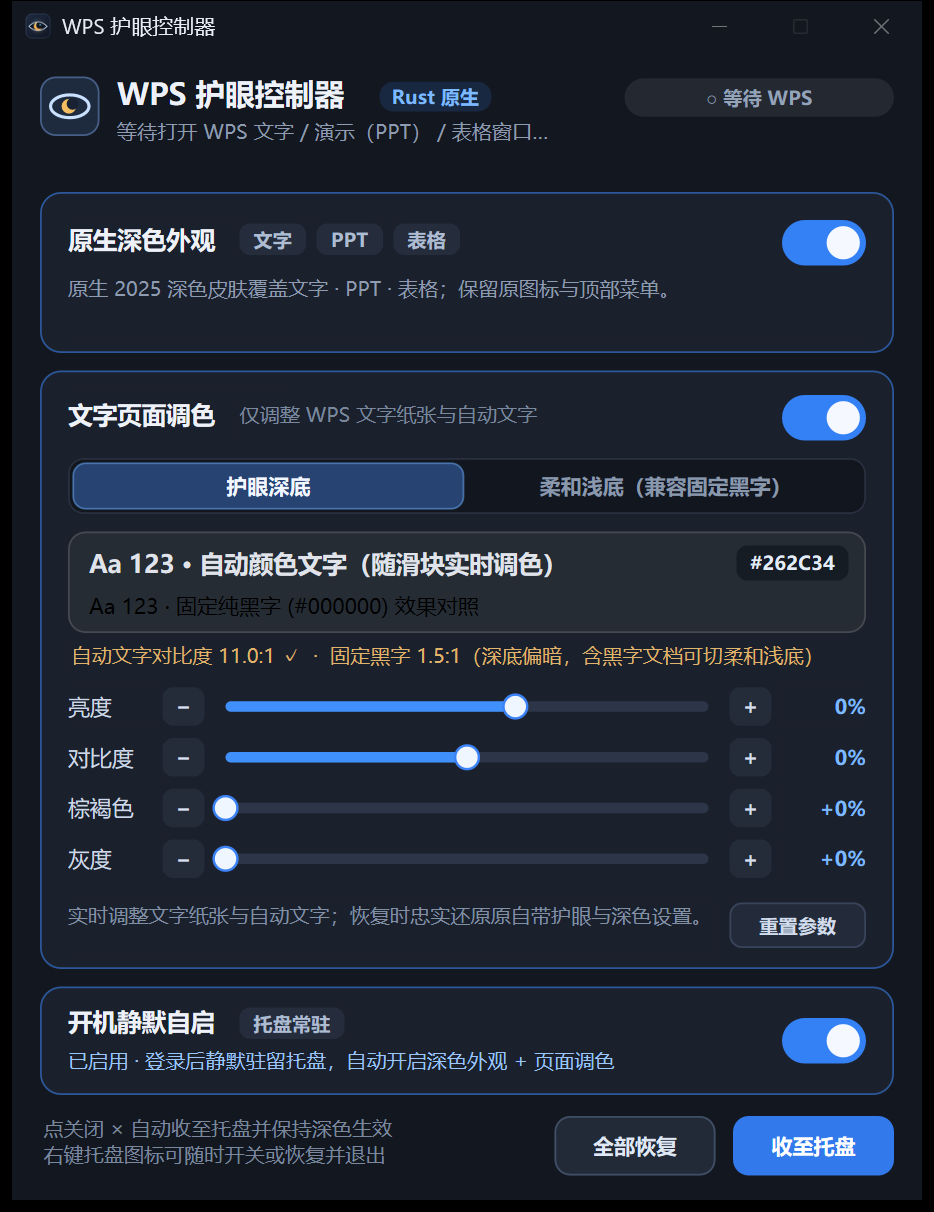 WPS 护眼控制器
WPS 护眼控制器 Rust 原生 ○ 等待 WPS
等待打开 WPS 文字 / 演示（PPT） / 表格窗口...
原生深色外观 文字 PPT 表格
原生 2025 深色皮肤覆盖文字 · PPT · 表格；保留原图标与顶部菜单。
文字页面调色 仅调整 WPS 文字纸张与自动文字
护眼深底 柔和浅底（兼容固定黑字）
Aa 123 • 自动颜色文字（随滑块实时调色） #262C34
Aa 123 · 固定纯黑字 (#000000) 效果对照
自动文字对比度 11.0:1 ✓ · 固定黑字 1.5:1（深底偏暗，含黑字文档可切柔和浅底）
亮度 − + 0%
对比度 − + 0%
棕褐色 − + +0%
灰度 − + +0%
实时调整文字纸张与自动文字；恢复时忠实还原原自带护眼与深色设置。 重置参数
开机静默自启 托盘常驻
已启用 · 登录后静默驻留托盘，自动开启深色外观 + 页面调色
点关闭 × 自动收至托盘并保持深色生效
右键托盘图标可随时开关或恢复并退出
全部恢复 收至托盘